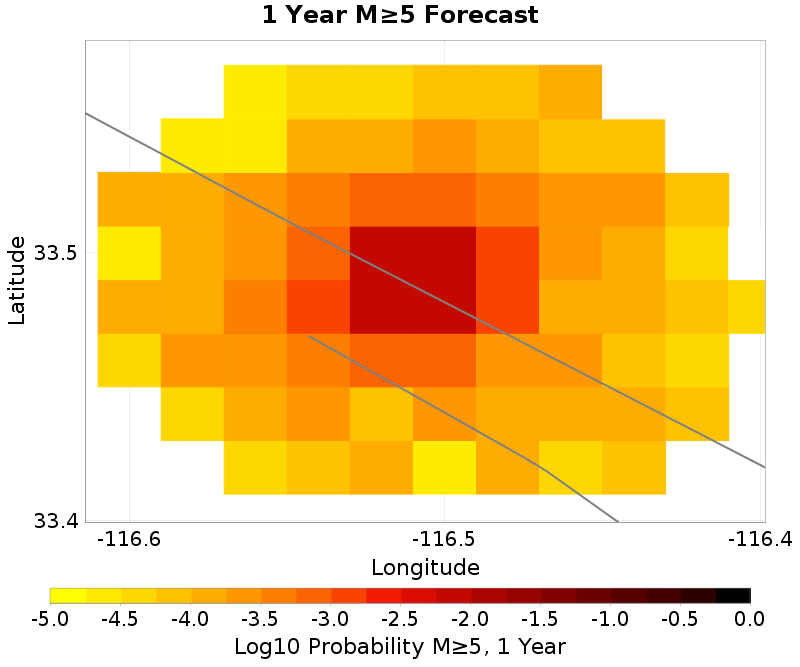 1 Year M≥5 Forecast
Latitude
33.5
33.4
-116.6 -116.5 -116.4
Longitude
-5.0 -4.5 -4.0 -3.5 -3.0 -2.5 -2.0 -1.5 -1.0 -0.5 0.0
Log10 Probability M≥5, 1 Year